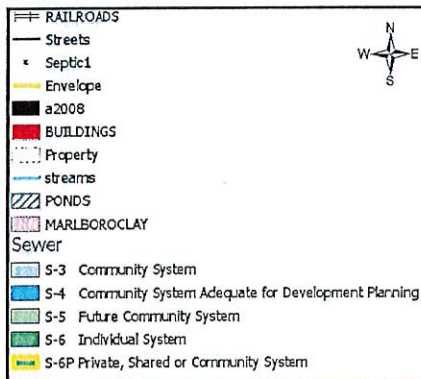 RAILROADS
Streets
Septic1
Envelope
a2008
BUILDINGS
Property
streams
PONDS
MARLBOROCLAY
Sewer
S-3 Community System
S-4 Community System Adequate for Development Planning
S-5 Future Community System
S-6 Individual System
S-6P Private, Shared or Community System
N
W E
S